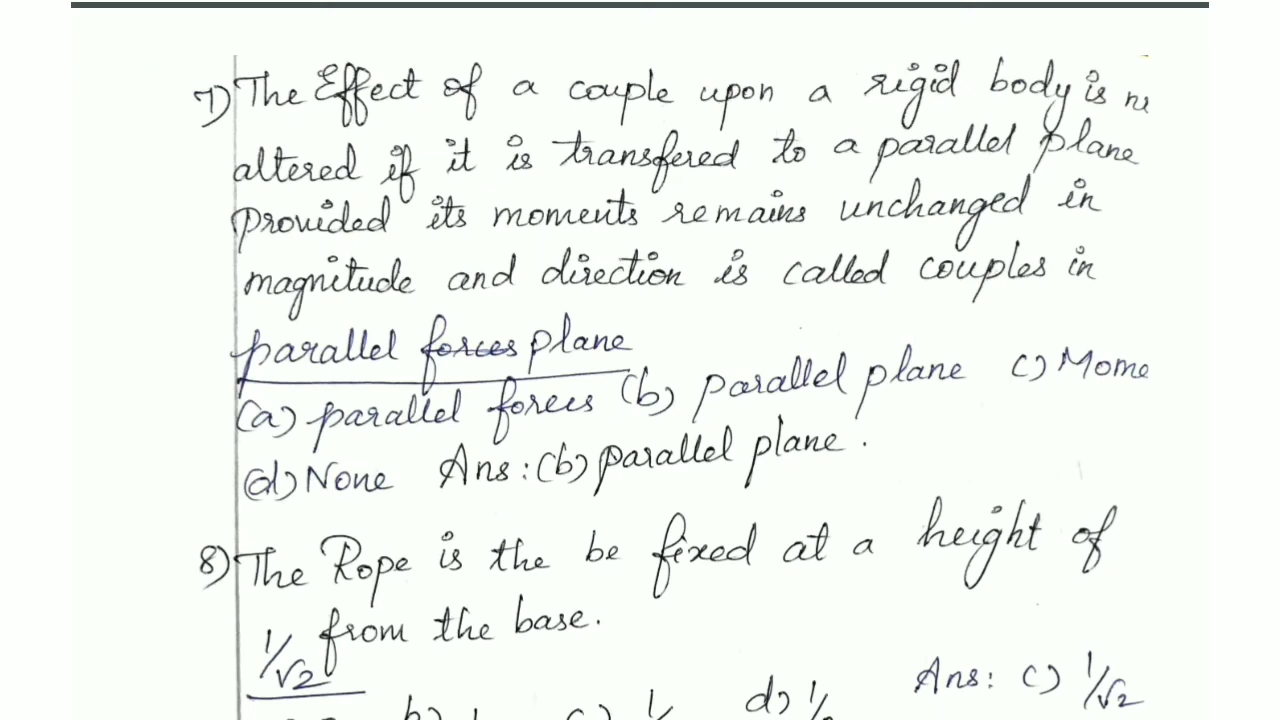 7) The Effect of a couple upon a rigid body is
altered if it is transfered to a parallel plane
provided its moments remains unchanged in
magnitude and direction is called couples in
parallel forces plane
(a) parallel forces (b) parallel plane c) Mome
(d) None Ans: (b) parallel plane.
8) The Rope is the be fixed at a height of
1/√2 from the base.
Ans: c) 1/√2
b) c) 1/ d) 1/